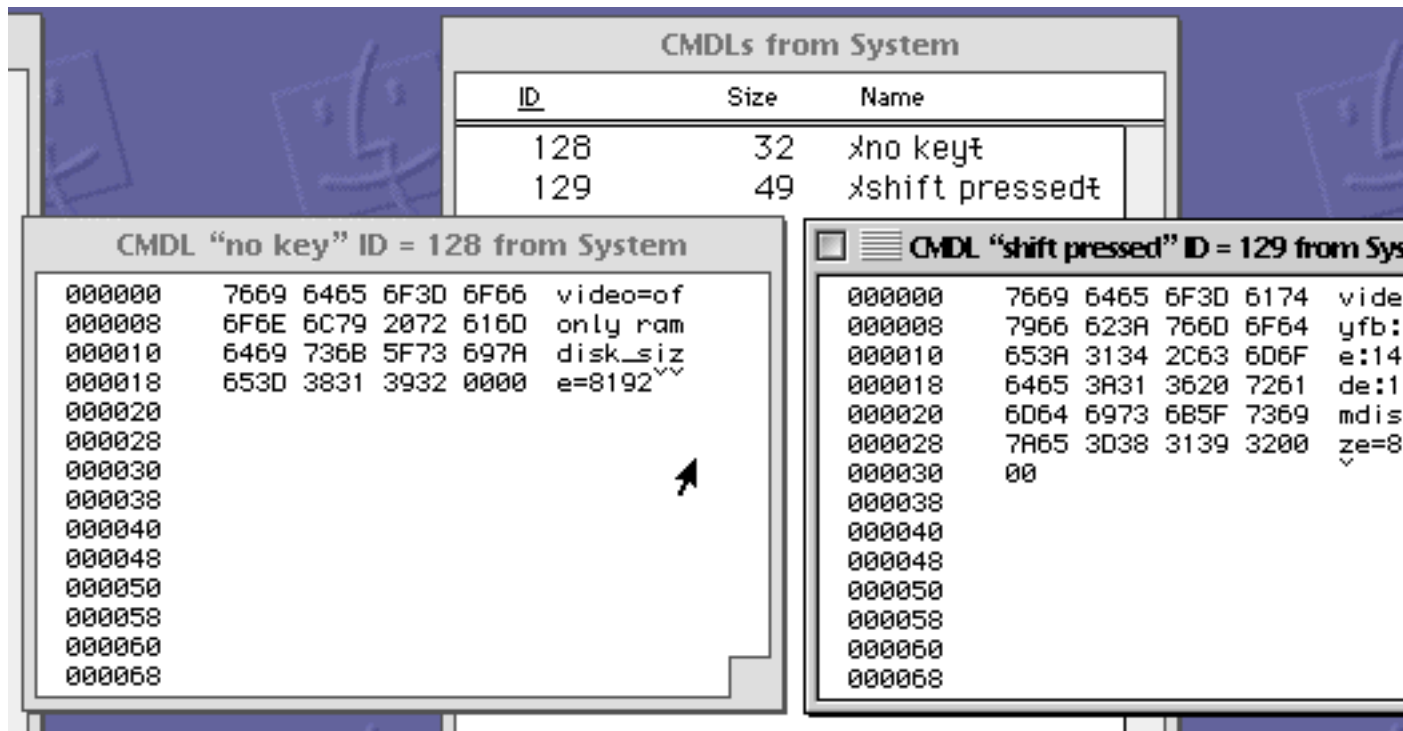 CMDLs from System
ID Size Name
128 32 “no key”
129 49 “shift pressed”
CMDL “no key” ID = 128 from System
000000 7669 6465 6F3D 6F66 video=of
000008 6F6E 6C79 2072 616D only ram
000010 6469 736B 5F73 697A disk_siz
000018 653D 3831 3932 0000 e=8192ˇˇ
000020
000028
000030
000038
000040
000048
000050
000058
000060
000068
CMDL “shift pressed” ID = 129 from Sys
000000 7669 6465 6F3D 6174 vide
000008 7966 623A 766D 6F64 yfb:
000010 653A 3134 2C63 6D6F e:14
000018 6465 3A31 3620 7261 de:1
000020 6D64 6973 6B5F 7369 mdis
000028 7A65 3D38 3139 3200 ze=8
000030 00 ˇ
000038
000040
000048
000050
000058
000060
000068